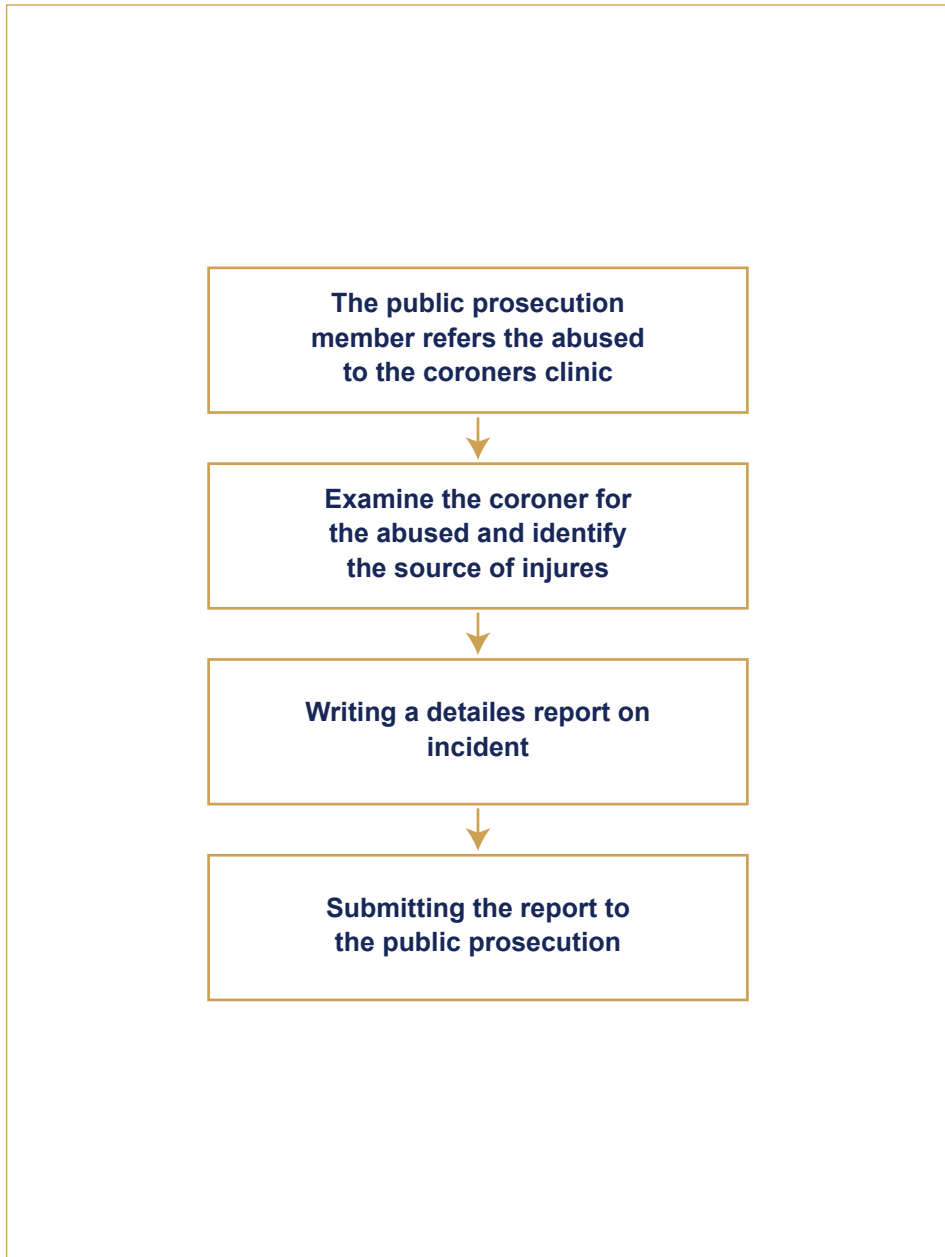 The public prosecution
member refers the abused
to the coroners clinic
Examine the coroner for
the abused and identify
the source of injures
Writing a detailes report on
incident
Submitting the report to
the public prosecution